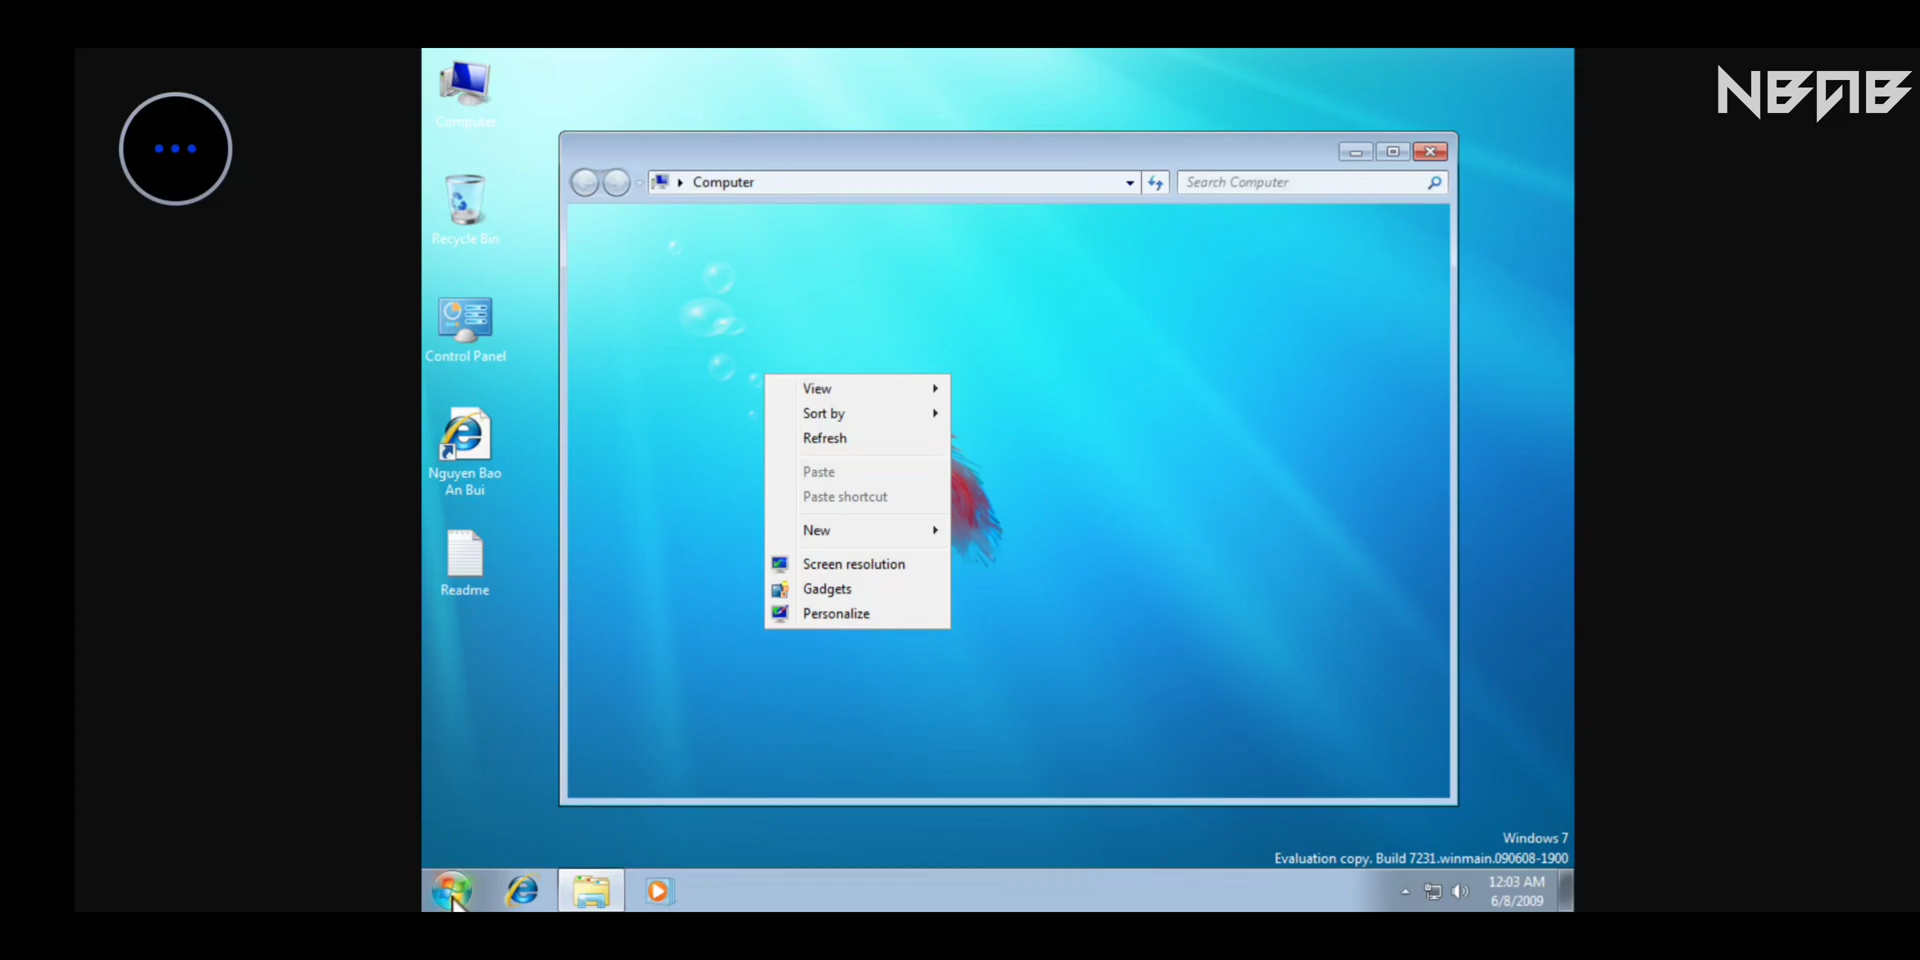 NBAB
Computer
Recycle Bin
Control Panel
Nguyen Bao
An Bui
Readme
Computer
Search Computer
View
Sort by
Refresh
Paste
Paste shortcut
New
Screen resolution
Gadgets
Personalize
Windows 7
Evaluation copy. Build 7231.winmain.090608-1900
12:03 AM
6/8/2009